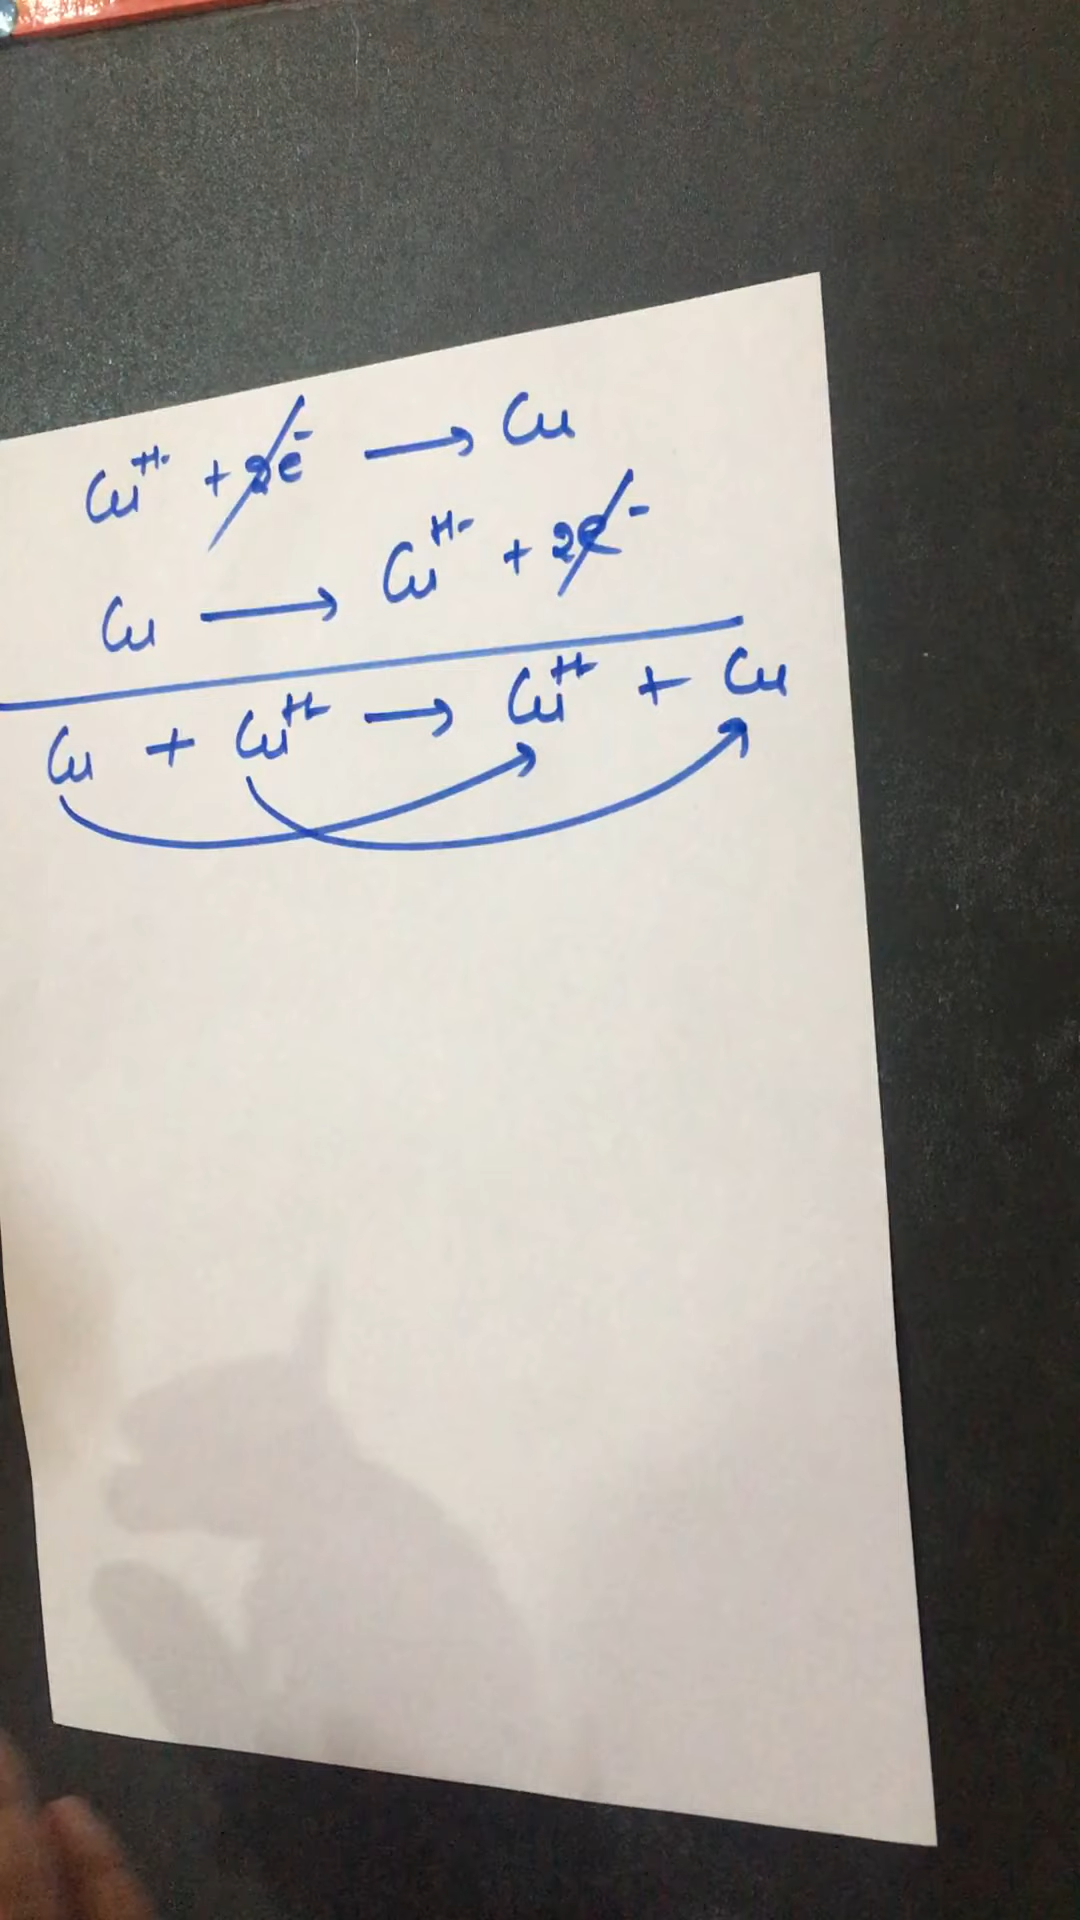 Cu⁺⁺ + 2e⁻ → Cu
Cu → Cu⁺⁺ + 2e⁻
Cu + Cu⁺⁺ → Cu⁺⁺ + Cu